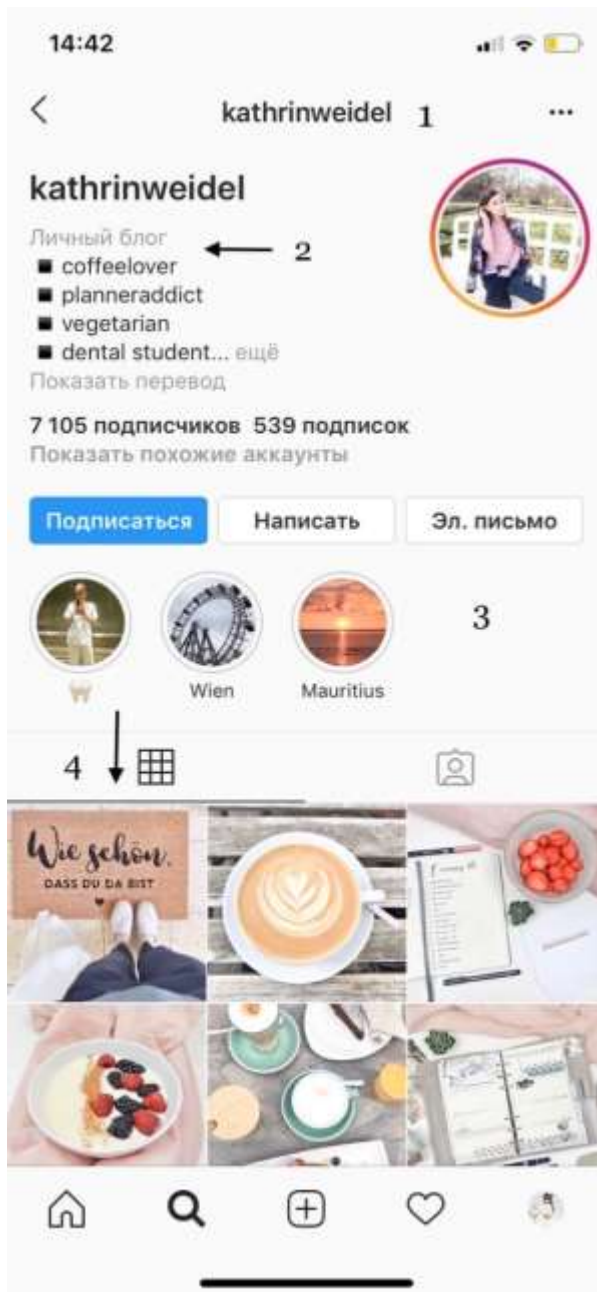 14:42
kathrinweidel 1
kathrinweidel
Личный блог
2
coffeelover
planneraddict
vegetarian
dental student... ещё
Показать перевод
7 105 подписчиков 539 подписок
Показать похожие аккаунты
Подписаться Написать Эл. письмо
3
Wien Mauritius
4
Wie schön,
DASS DU DA BIST